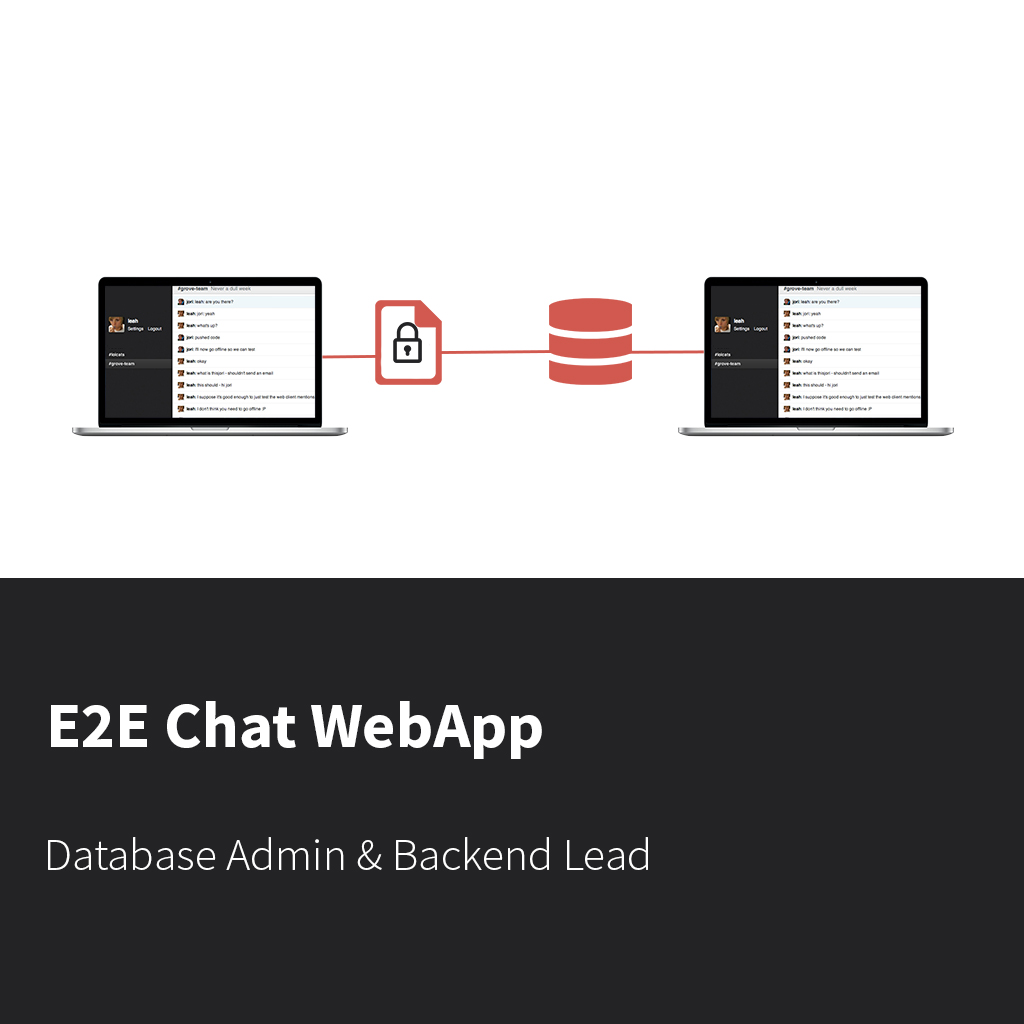 #grove-team Never a dull week
jori: leah: are you there?
leah
leah: jori: yeah
Settings Logout
leah: what's up?
jori: pushed code
jori: I'll now go offline so we can test
#lolcats
leah: okay
#grove-team
leah: what is thisjori - shouldn't send an email
leah: this should - hi jori
leah: I suppose it's good enough to just test the web client mentions
leah: I don't think you need to go offline :P
#grove-team Never a dull week
jori: leah: are you there?
leah
leah: jori: yeah
Settings Logout
leah: what's up?
jori: pushed code
jori: I'll now go offline so we can test
#lolcats
leah: okay
#grove-team
leah: what is thisjori - shouldn't send an email
leah: this should - hi jori
leah: I suppose it's good enough to just test the web client mentions
leah: I don't think you need to go offline :P
E2E Chat WebApp
Database Admin & Backend Lead